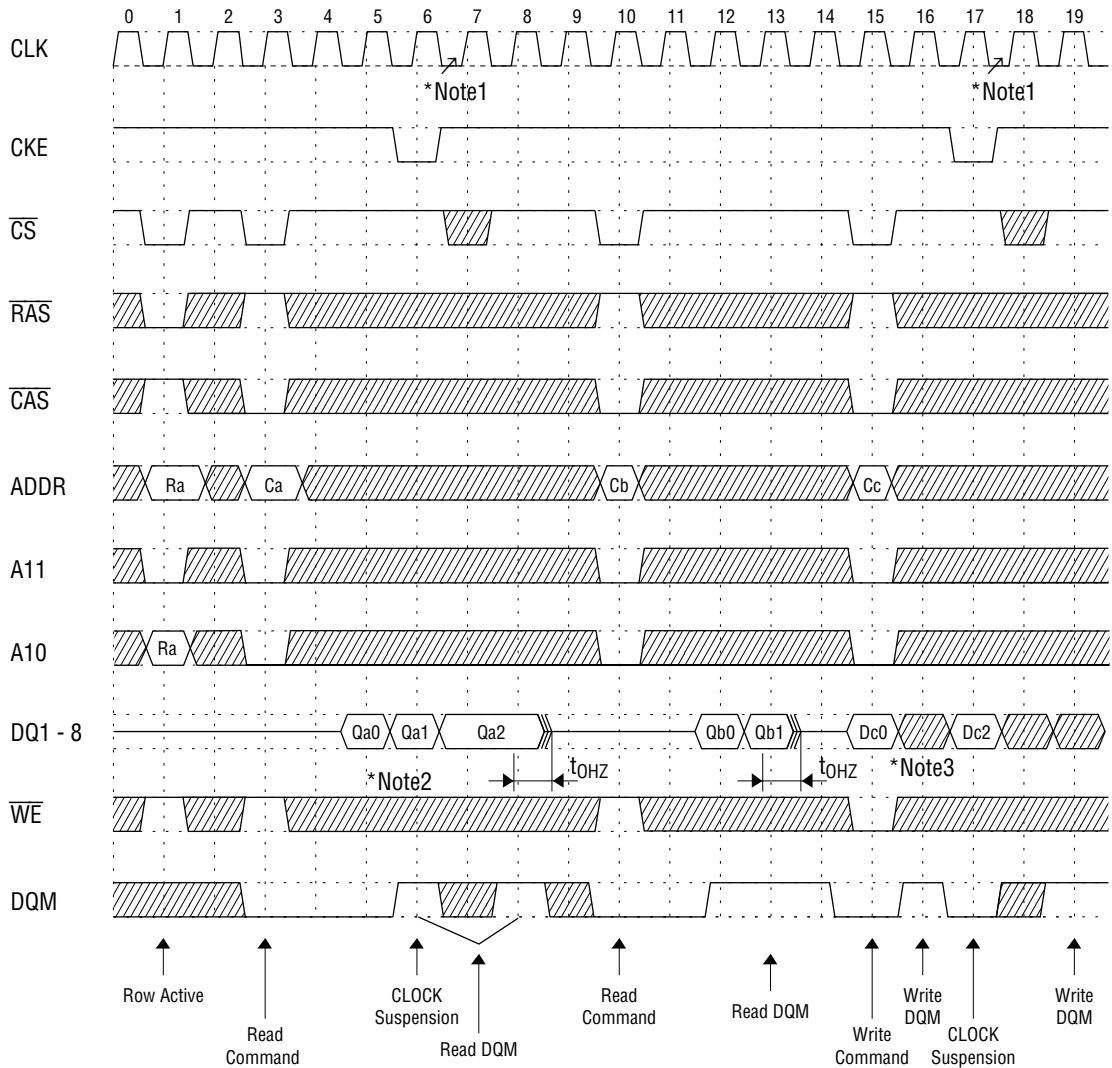 0 1 2 3 4 5 6 7 8 9 10 11 12 13 14 15 16 17 18 19
CLK
*Note1 *Note1
CKE
CS
RAS
CAS
ADDR Ra Ca Cb Cc
A11
A10 Ra
DQ1 - 8 Qa0 Qa1 Qa2 Qb0 Qb1 Dc0 Dc2
*Note2 tOHZ tOHZ *Note3
WE
DQM
Row Active
Read
Command
CLOCK
Suspension
Read DQM
Read
Command
Read DQM
Write
Command
Write
DQM
CLOCK
Suspension
Write
DQM